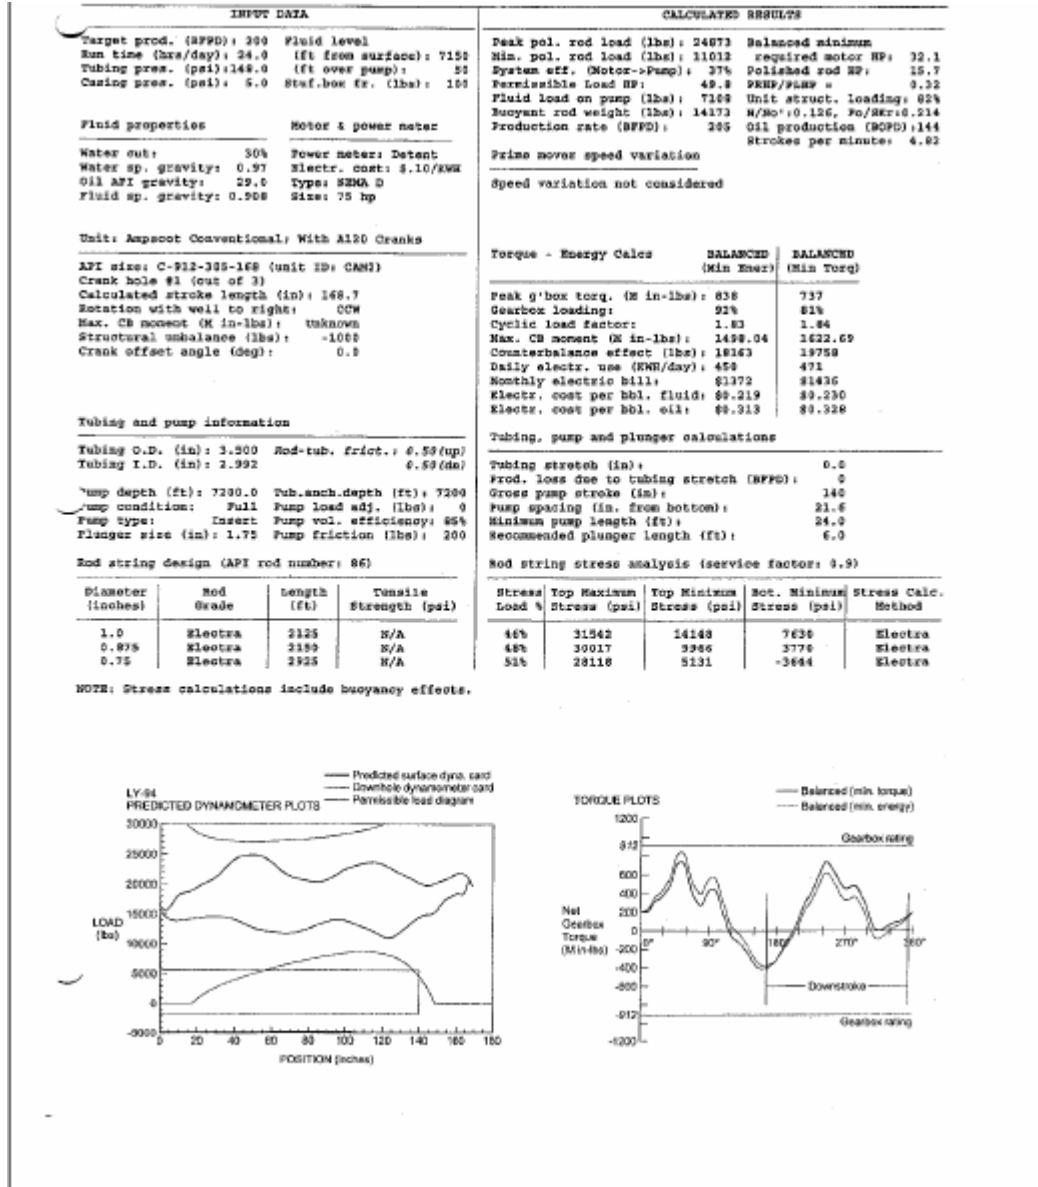 INPUT DATA
Target prod. (BFPD): 200 Fluid level
Run time (hrs/day): 24.0 (ft from surface): 7150
Tubing pres. (psi):148.0 (ft over pump): 50
Casing pres. (psi): 5.0 Stuf.box fr. (lbs): 100
Fluid properties Motor & power meter
Water cut: 30% Power meter: Detent
Water sp. gravity: 0.97 Electr. cost: $.10/KWH
Oil API gravity: 29.0 Type: NEMA D
Fluid sp. gravity: 0.908 Size: 75 hp
Unit: Ampscot Conventional; With A120 Cranks
API size: C-912-305-168 (unit ID: CAM2)
Crank hole #1 (out of 3)
Calculated stroke length (in): 168.7
Rotation with well to right: CCW
Max. CB moment (M in-lbs): Unknown
Structural unbalance (lbs): -1000
Crank offset angle (deg): 0.0
Tubing and pump information
Tubing O.D. (in): 3.500 Rod-tub. frict.: 0.50(up)
Tubing I.D. (in): 2.992 0.50(dn)
Pump depth (ft): 7200.0 Tub.anch.depth (ft): 7200
Pump condition: Full Pump load adj. (lbs): 0
Pump type: Insert Pump vol. efficiency: 85%
Plunger size (in): 1.75 Pump friction (lbs): 200
Rod string design (API rod number: 86)
Diameter (inches) Rod Grade Length (ft) Tensile Strength (psi)
1.0 Electra 2125 N/A
0.875 Electra 2150 N/A
0.75 Electra 2925 N/A
NOTE: Stress calculations include buoyancy effects.
CALCULATED RESULTS
Peak pol. rod load (lbs): 24873 Balanced minimum
Min. pol. rod load (lbs): 11012 required motor HP: 32.1
System eff. (Motor->Pump): 37% Polished rod HP: 15.7
Permissible Load HP: 49.8 PRHP/PLHP = 0.32
Fluid load on pump (lbs): 7108 Unit struct. loading: 82%
Buoyant rod weight (lbs): 14173 N/No':0.126, Fo/SKr:0.214
Production rate (BFPD): 205 Oil production (BOPD):144
Strokes per minute: 4.82
Prime mover speed variation
Speed variation not considered
Torque - Energy Calcs BALANCED BALANCED
(Min Ener) (Min Torq)
Peak g'box torq. (M in-lbs): 838 737
Gearbox loading: 92% 81%
Cyclic load factor: 1.83 1.84
Max. CB moment (M in-lbs): 1498.04 1622.69
Counterbalance effect (lbs): 18163 19758
Daily electr. use (KWH/day): 450 471
Monthly electric bill: $1372 $1436
Electr. cost per bbl. fluid: $0.219 $0.230
Electr. cost per bbl. oil: $0.313 $0.328
Tubing, pump and plunger calculations
Tubing stretch (in): 0.0
Prod. loss due to tubing stretch (BFPD): 0
Gross pump stroke (in): 140
Pump spacing (in. from bottom): 21.6
Minimum pump length (ft): 24.0
Recommended plunger length (ft): 6.0
Rod string stress analysis (service factor: 0.9)
Stress Load % Top Maximum Stress (psi) Top Minimum Stress (psi) Bot. Minimum Stress (psi) Stress Calc. Method
46% 31542 14148 7630 Electra
48% 30017 9966 3770 Electra
51% 28118 5131 -3644 Electra
LY-94
PREDICTED DYNAMOMETER PLOTS
Predicted surface dyna. card
Downhole dynamometer card
Permissible load diagram
30000
25000
20000
15000
10000
5000
0
-5000
LOAD
(lbs)
0 20 40 60 80 100 120 140 160 180
POSITION (inches)
TORQUE PLOTS
Balanced (min. torque)
Balanced (min. energy)
1200
912
600
400
200
0
-200
-400
-600
-912
-1200
Net
Gearbox
Torque
(M in-lbs)
Gearbox rating
0° 90° 180° 270° 360°
Downstroke
Gearbox rating